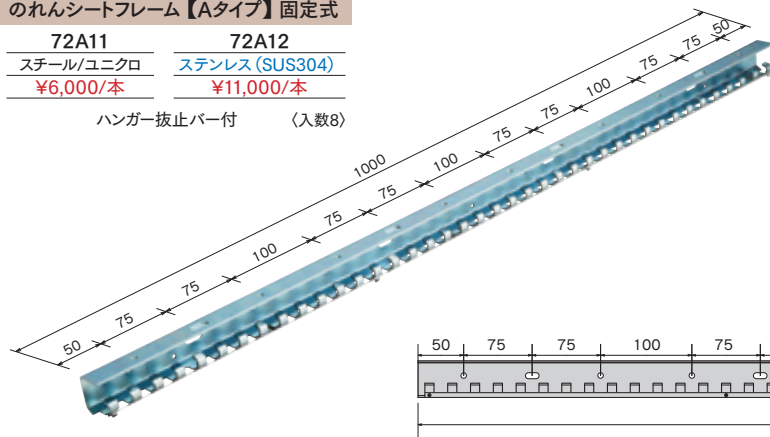 のれんシートフレーム【Aタイプ】固定式
72A11 72A12
スチール/ユニクロ ステンレス(SUS304)
¥6,000/本 ¥11,000/本
ハンガー抜止バー付 〈入数8〉
1000
50 75 75 100 75 75 100 75 75 100 75 75 50
50 75 75 100 75